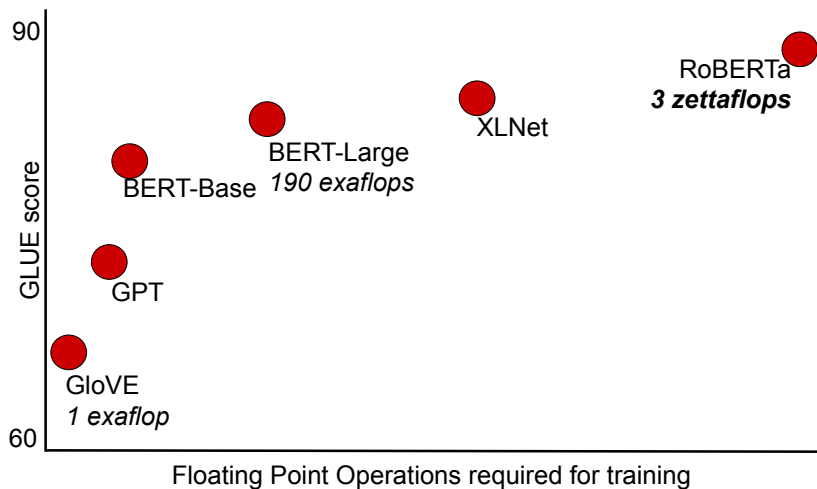 90
RoBERTa
3 zettaflops
XLNet
BERT-Large
190 exaflops
BERT-Base
GLUE score
GPT
GloVE
1 exaflop
60
Floating Point Operations required for training